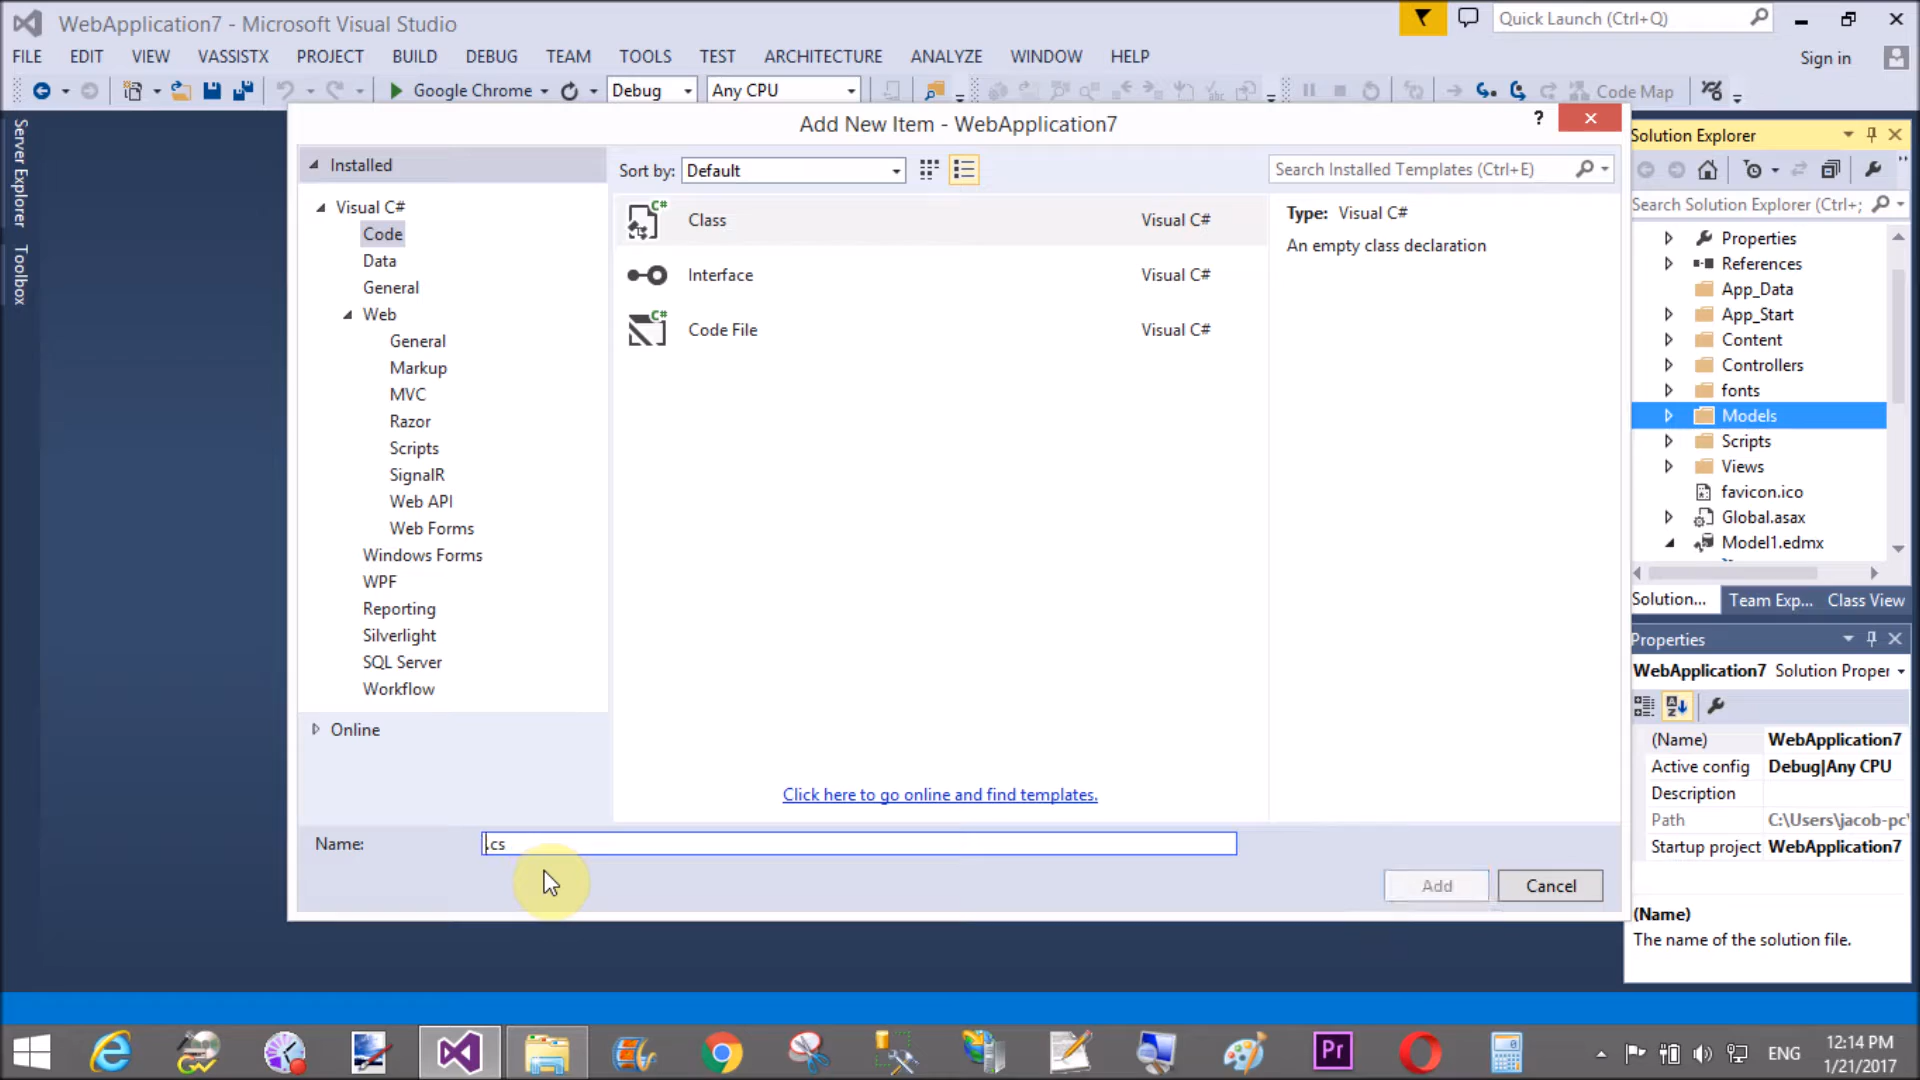 WebApplication7 - Microsoft Visual Studio
Quick Launch (Ctrl+Q)
FILE EDIT VIEW VASSISTX PROJECT BUILD DEBUG TEAM TOOLS TEST ARCHITECTURE ANALYZE WINDOW HELP
Sign in
Google Chrome
Debug
Any CPU
Code Map
Server Explorer
Toolbox
Add New Item - WebApplication7
?
Installed
Sort by: Default
Search Installed Templates (Ctrl+E)
Visual C#
Code
Data
General
Web
General
Markup
MVC
Razor
Scripts
SignalR
Web API
Web Forms
Windows Forms
WPF
Reporting
Silverlight
SQL Server
Workflow
Online
C# Class Visual C#
Interface Visual C#
C# Code File Visual C#
Type: Visual C#
An empty class declaration
Click here to go online and find templates.
Name: .cs
Add
Cancel
Solution Explorer
Search Solution Explorer (Ctrl+;
Properties
References
App_Data
App_Start
Content
Controllers
fonts
Models
Scripts
Views
favicon.ico
Global.asax
Model1.edmx
Solution... Team Exp... Class View
Properties
WebApplication7 Solution Proper
(Name) WebApplication7
Active config Debug|Any CPU
Description
Path C:\Users\jacob-pc\
Startup project WebApplication7
(Name)
The name of the solution file.
Pr
ENG
12:14 PM
1/21/2017